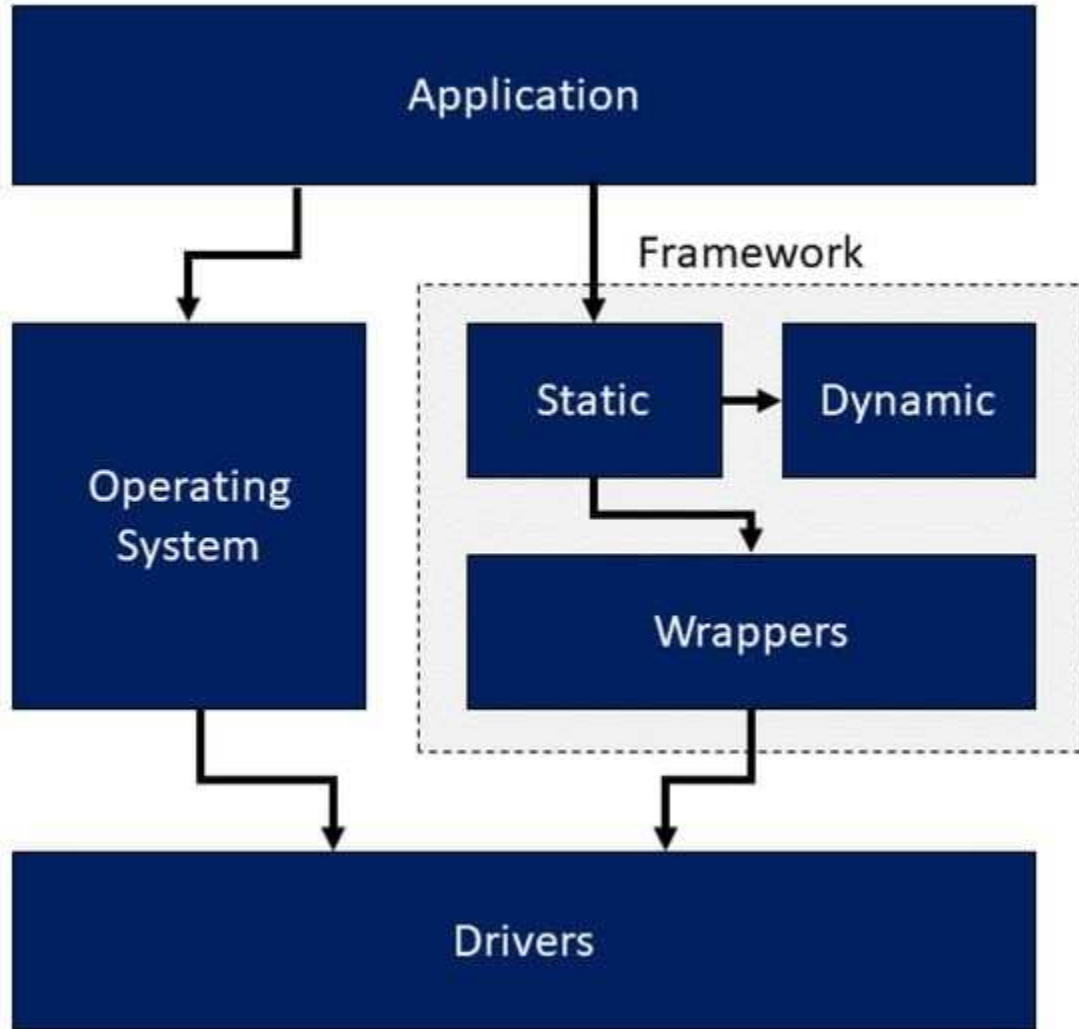 Application
Framework
Static
Dynamic
Operating
System
Wrappers
Drivers